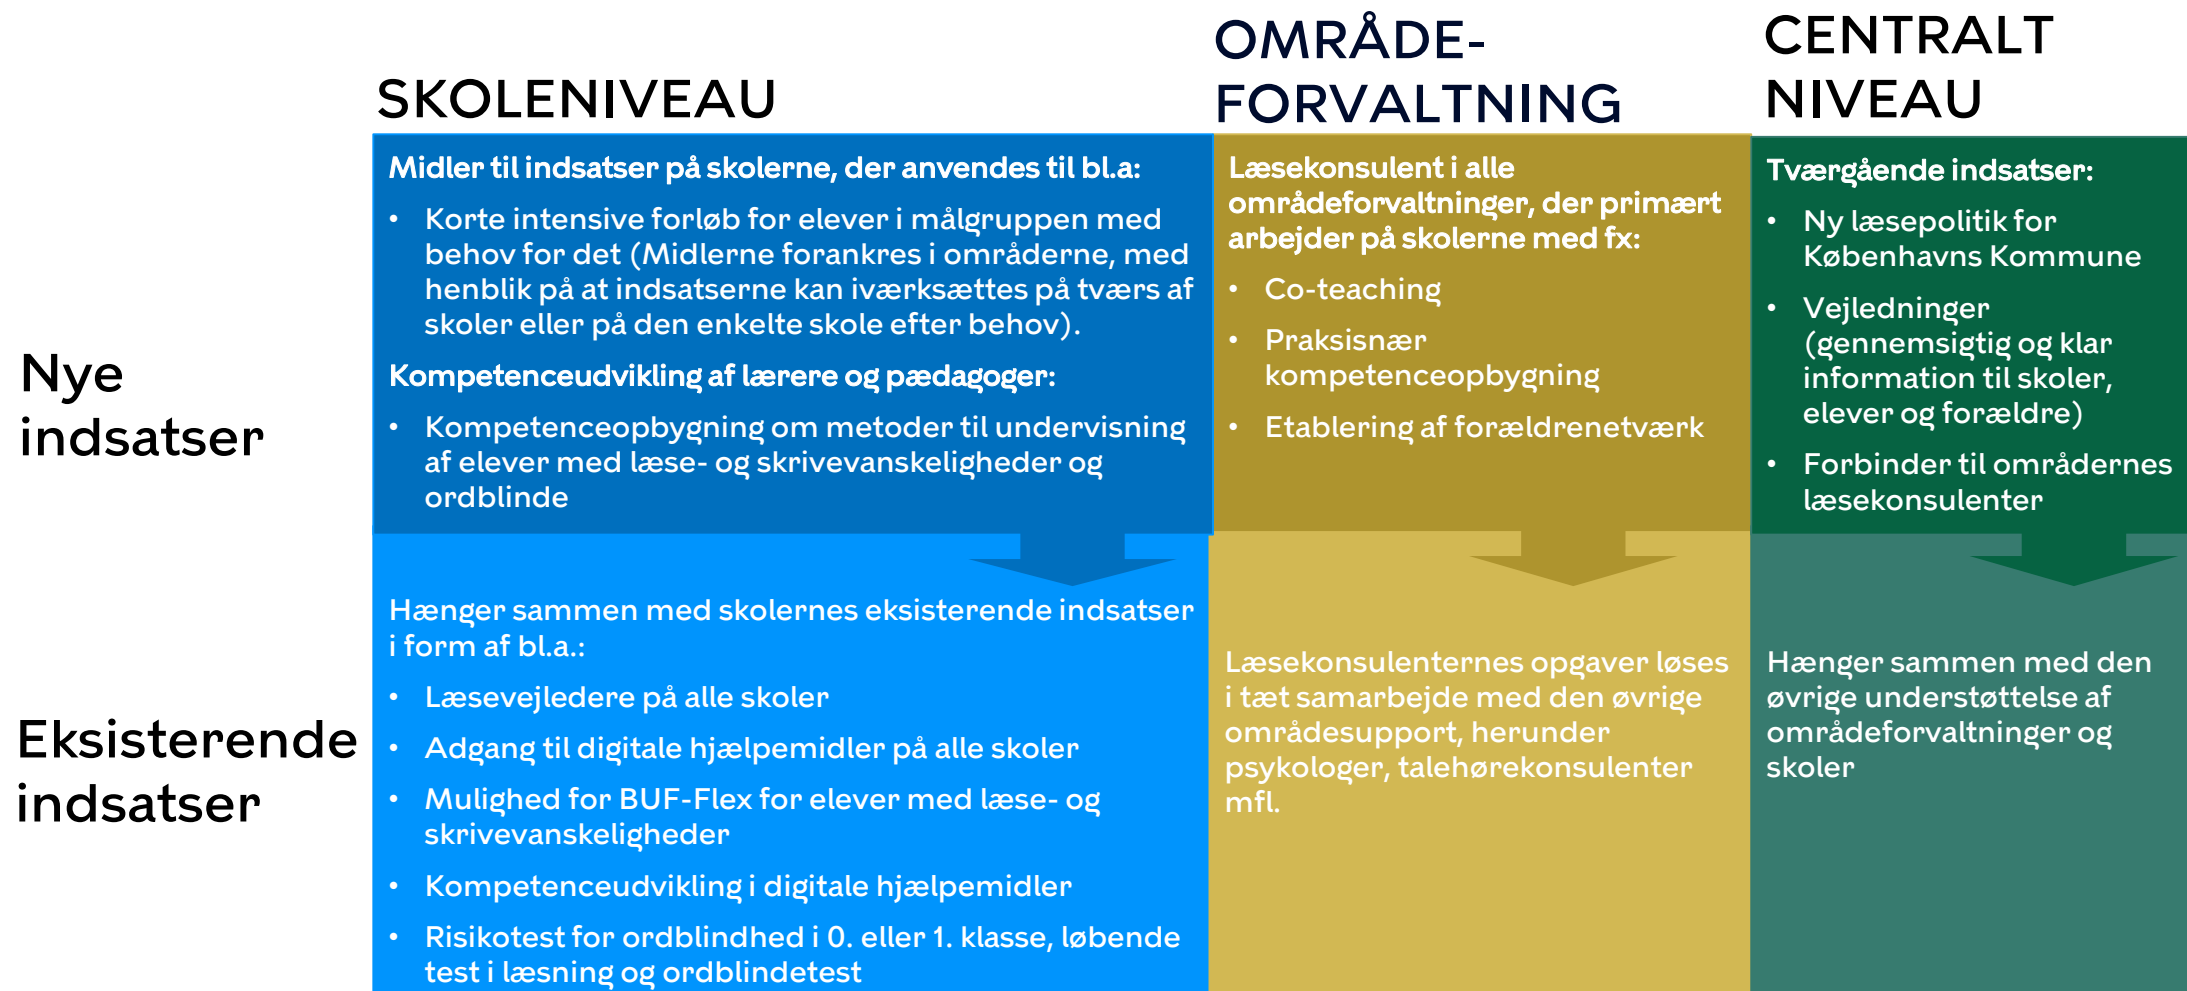 SKOLENIVEAU
OMRÅDE-
FORVALTNING
CENTRALT
NIVEAU
Nye
indsatser
Midler til indsatser på skolerne, der anvendes til bl.a:
• Korte intensive forløb for elever i målgruppen med
behov for det (Midlerne forankres i områderne, med
henblik på at indsatserne kan iværksættes på tværs af
skoler eller på den enkelte skole efter behov).
Kompetenceudvikling af lærere og pædagoger:
• Kompetenceopbygning om metoder til undervisning
af elever med læse- og skrivevanskeligheder og
ordblinde
Læsekonsulent i alle
områdeforvaltninger, der primært
arbejder på skolerne med fx:
• Co-teaching
• Praksisnær
kompetenceopbygning
• Etablering af forældrenetværk
Tværgående indsatser:
• Ny læsepolitik for
Københavns Kommune
• Vejledninger
(gennemsigtig og klar
information til skoler,
elever og forældre)
• Forbinder til områdernes
læsekonsulenter
Eksisterende
indsatser
Hænger sammen med skolernes eksisterende indsatser
i form af bl.a.:
• Læsevejledere på alle skoler
• Adgang til digitale hjælpemidler på alle skoler
• Mulighed for BUF-Flex for elever med læse- og
skrivevanskeligheder
• Kompetenceudvikling i digitale hjælpemidler
• Risikotest for ordblindhed i 0. eller 1. klasse, løbende
test i læsning og ordblindetest
Læsekonsulenternes opgaver løses
i tæt samarbejde med den øvrige
områdesupport, herunder
psykologer, talehørekonsulenter
mfl.
Hænger sammen med den
øvrige understøttelse af
områdeforvaltninger og
skoler